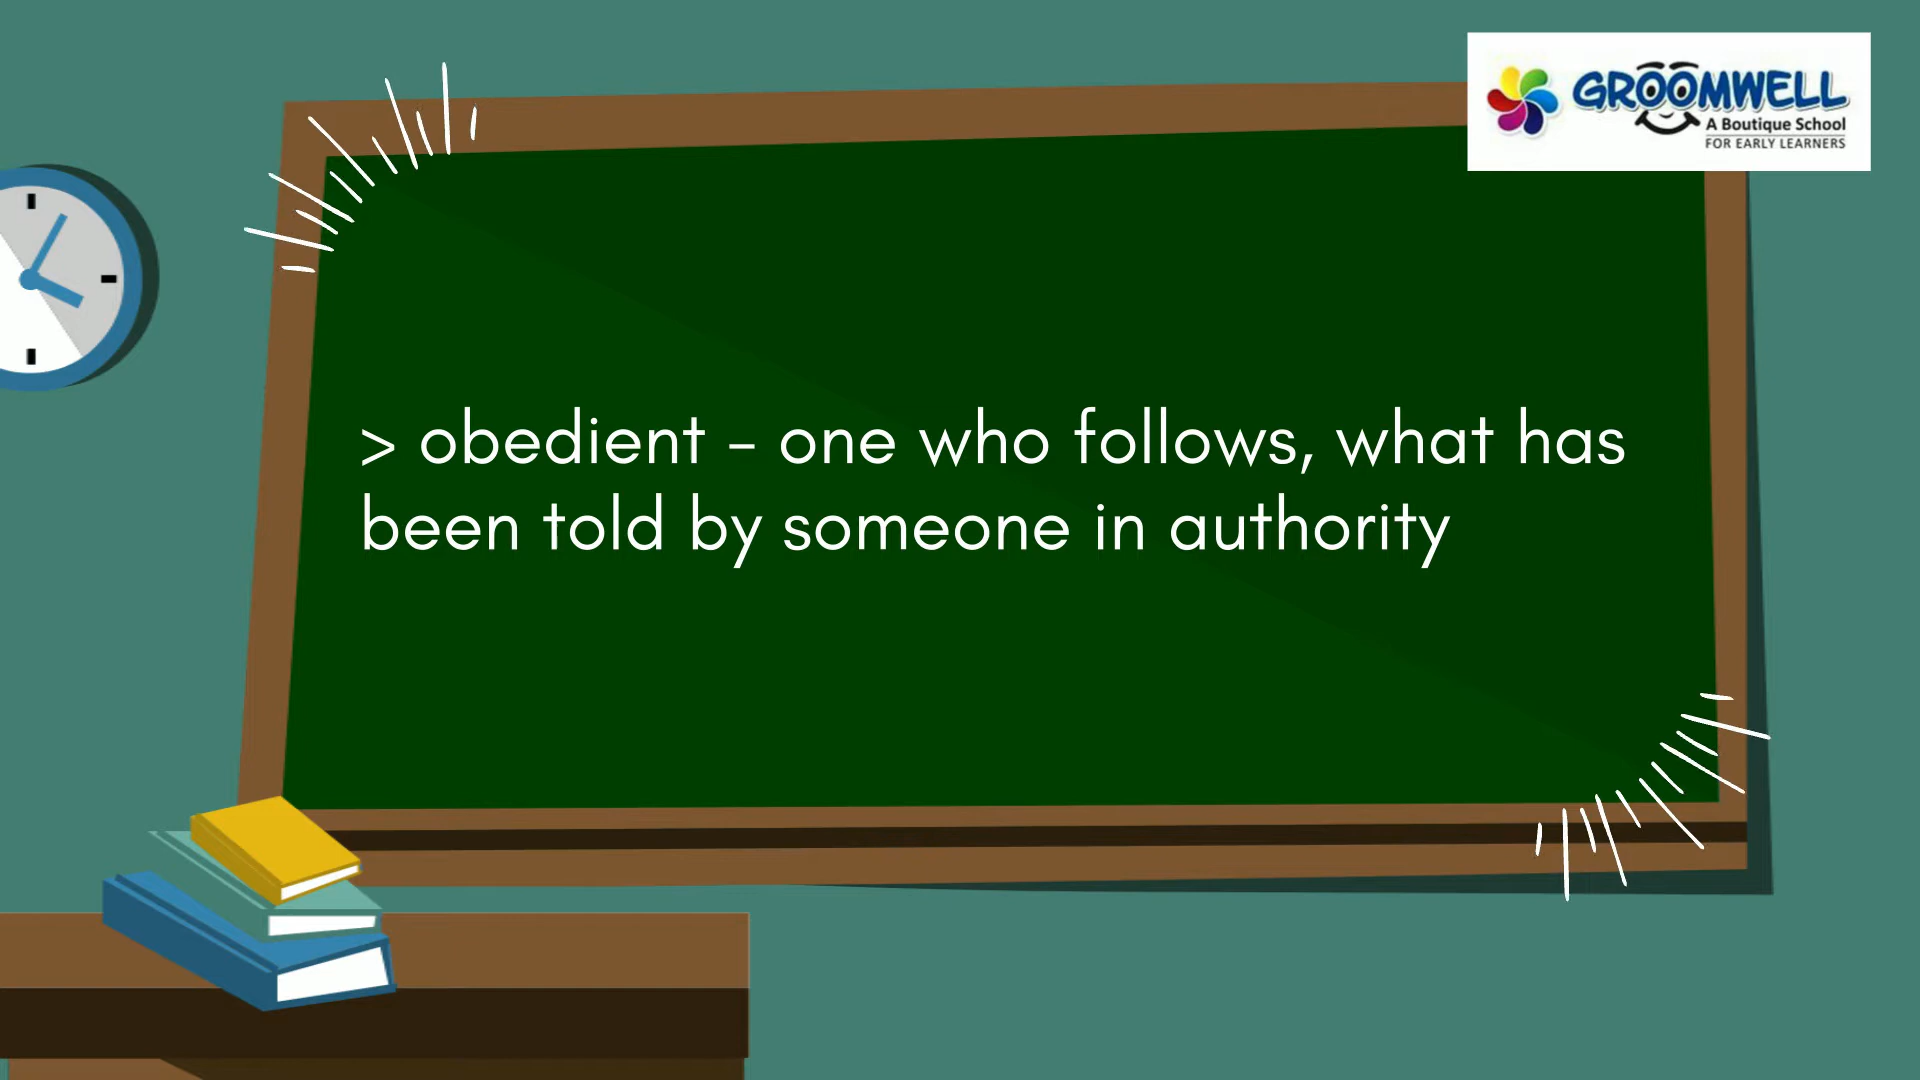 GROOMWELL
A Boutique School
FOR EARLY LEARNERS
> obedient - one who follows, what has
been told by someone in authority